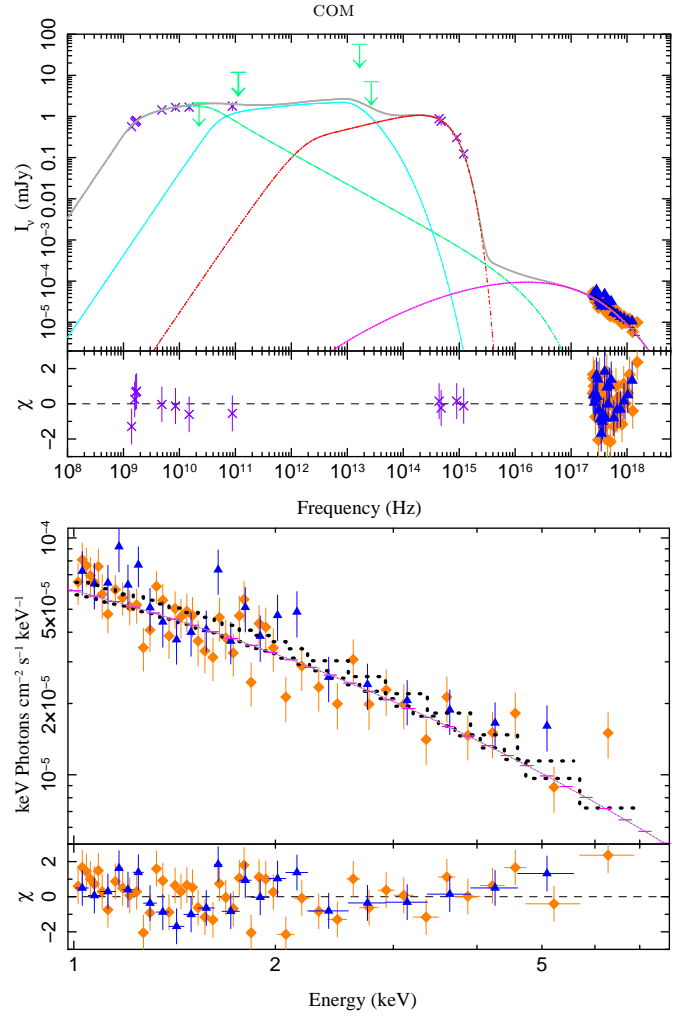 COM
10
1
0.1
0.01
10⁻³
10⁻⁴
10⁻⁵
I_ν (mJy)
2
0
−2
χ
10⁸ 10⁹ 10¹⁰ 10¹¹ 10¹² 10¹³ 10¹⁴ 10¹⁵ 10¹⁶ 10¹⁷ 10¹⁸
Frequency (Hz)
10⁻⁴
5×10⁻⁵
2×10⁻⁵
10⁻⁵
keV Photons cm⁻² s⁻¹ keV⁻¹
2
0
−2
χ
1 2 5
Energy (keV)